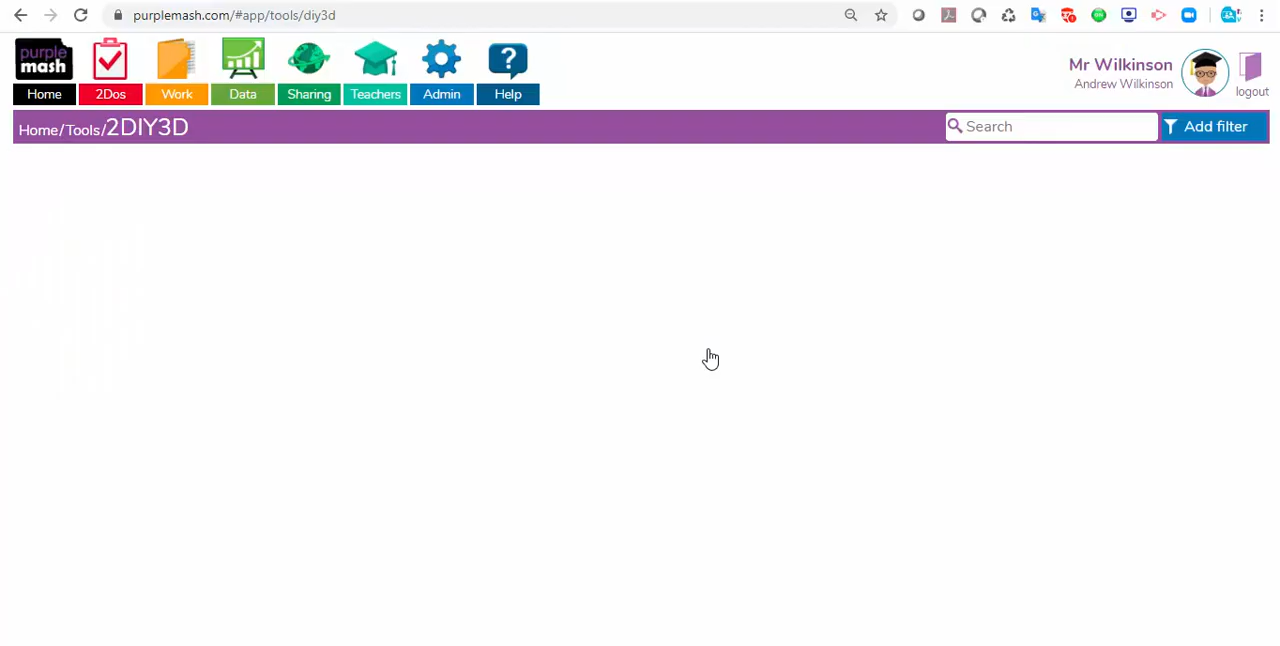 purplemash.com/#app/tools/diy3d
purple
mash
Home
2Dos
Work
Data
Sharing
Teachers
Admin
Help
Mr Wilkinson
Andrew Wilkinson
logout
Home/Tools/2DIY3D
Search
Add filter